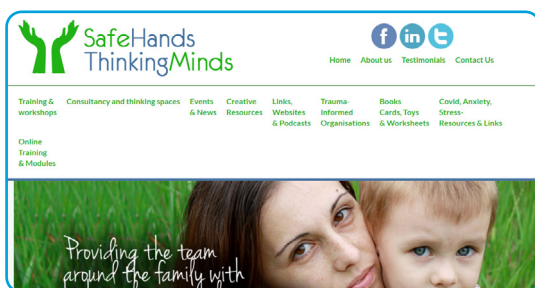 SafeHands
ThinkingMinds
f in t
Home About us Testimonials Contact Us
Training & workshops
Consultancy and thinking spaces
Events & News
Creative Resources
Links, Websites & Podcasts
Trauma-Informed Organisations
Books Cards, Toys & Worksheets
Covid, Anxiety, Stress- Resources & Links
Online
Training
& Modules
Providing the team
around the family with